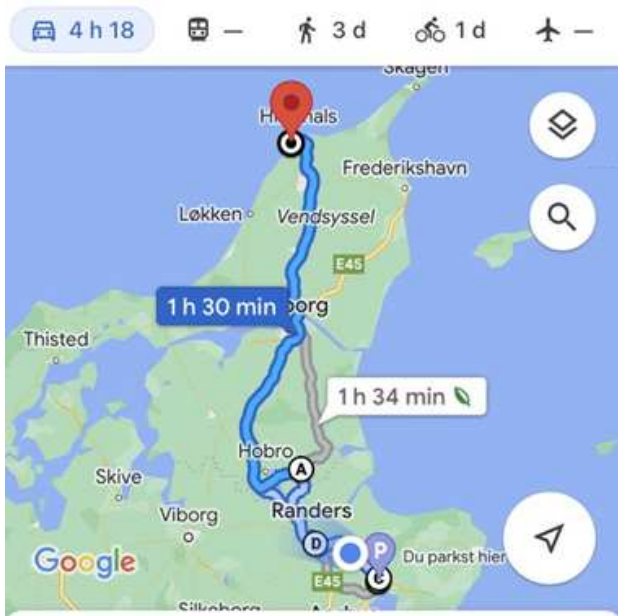 4 h 18 — 3 d 1 d —
Skagen
Frederikshavn
Løkken
Vendsyssel
E45
1 h 30 min
Thisted
1 h 34 min
Hobro
A
Skive
Randers
Viborg
D
P
Du parkst hier
Google
E45
Silkeborg